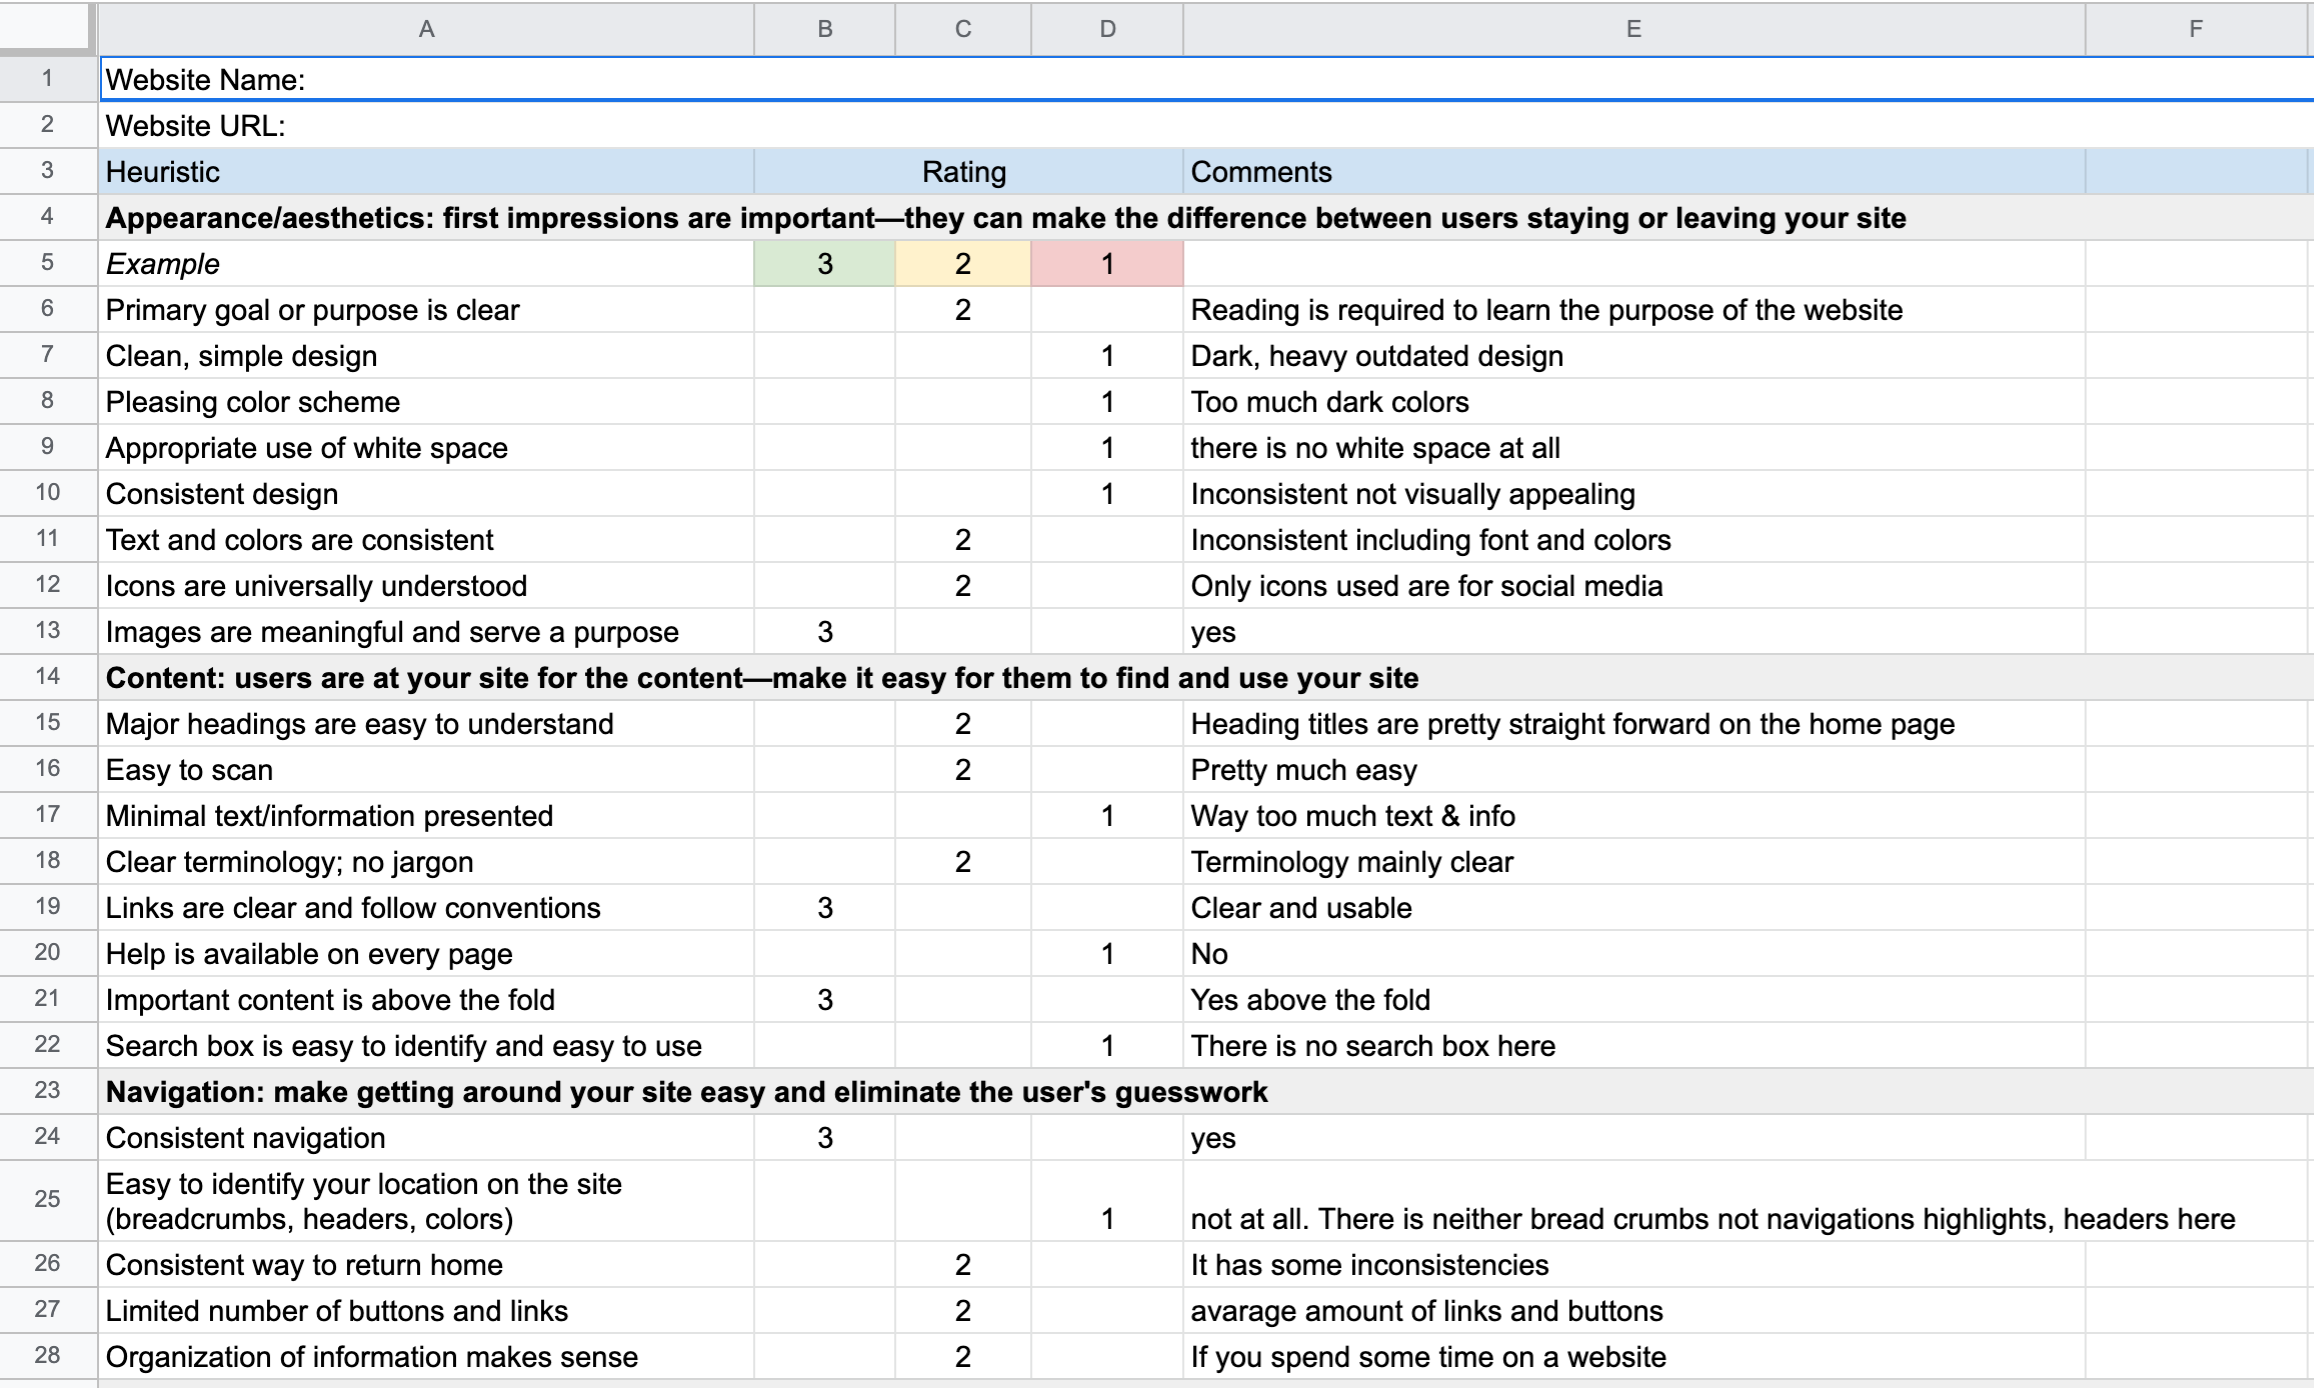 A B C D E F
1 Website Name:
2 Website URL:
3 Heuristic Rating Comments
4 Appearance/aesthetics: first impressions are important—they can make the difference between users staying or leaving your site
5 Example 3 2 1
6 Primary goal or purpose is clear 2 Reading is required to learn the purpose of the website
7 Clean, simple design 1 Dark, heavy outdated design
8 Pleasing color scheme 1 Too much dark colors
9 Appropriate use of white space 1 there is no white space at all
10 Consistent design 1 Inconsistent not visually appealing
11 Text and colors are consistent 2 Inconsistent including font and colors
12 Icons are universally understood 2 Only icons used are for social media
13 Images are meaningful and serve a purpose 3 yes
14 Content: users are at your site for the content—make it easy for them to find and use your site
15 Major headings are easy to understand 2 Heading titles are pretty straight forward on the home page
16 Easy to scan 2 Pretty much easy
17 Minimal text/information presented 1 Way too much text & info
18 Clear terminology; no jargon 2 Terminology mainly clear
19 Links are clear and follow conventions 3 Clear and usable
20 Help is available on every page 1 No
21 Important content is above the fold 3 Yes above the fold
22 Search box is easy to identify and easy to use 1 There is no search box here
23 Navigation: make getting around your site easy and eliminate the user's guesswork
24 Consistent navigation 3 yes
25 Easy to identify your location on the site
(breadcrumbs, headers, colors) 1 not at all. There is neither bread crumbs not navigations highlights, headers here
26 Consistent way to return home 2 It has some inconsistencies
27 Limited number of buttons and links 2 avarage amount of links and buttons
28 Organization of information makes sense 2 If you spend some time on a website